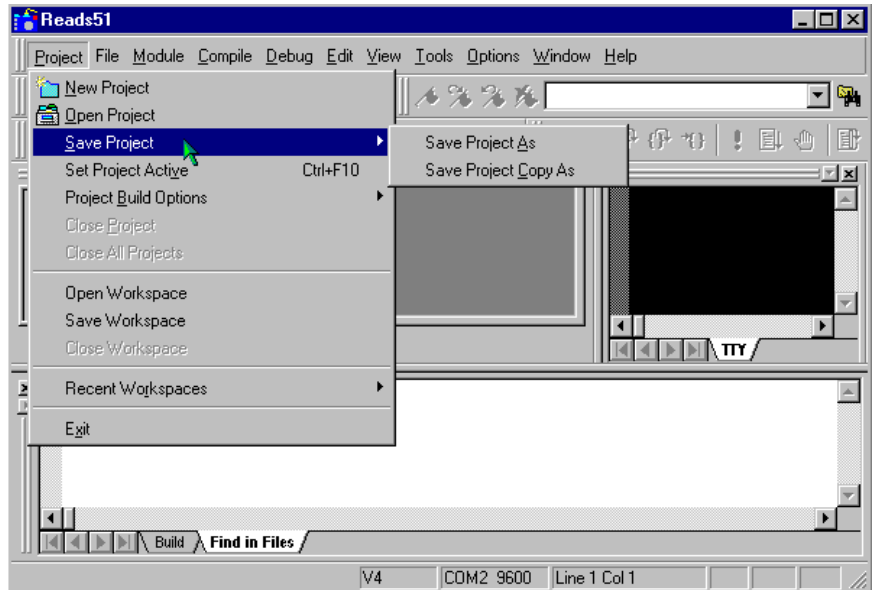 Reads51
Project File Module Compile Debug Edit View Tools Options Window Help
New Project
Open Project
Save Project
Save Project As
Save Project Copy As
Set Project Active Ctrl+F10
Project Build Options
Close Project
Close All Projects
Open Workspace
Save Workspace
Close Workspace
Recent Workspaces
Exit
TTY
Build Find in Files
V4 COM2 9600 Line 1 Col 1